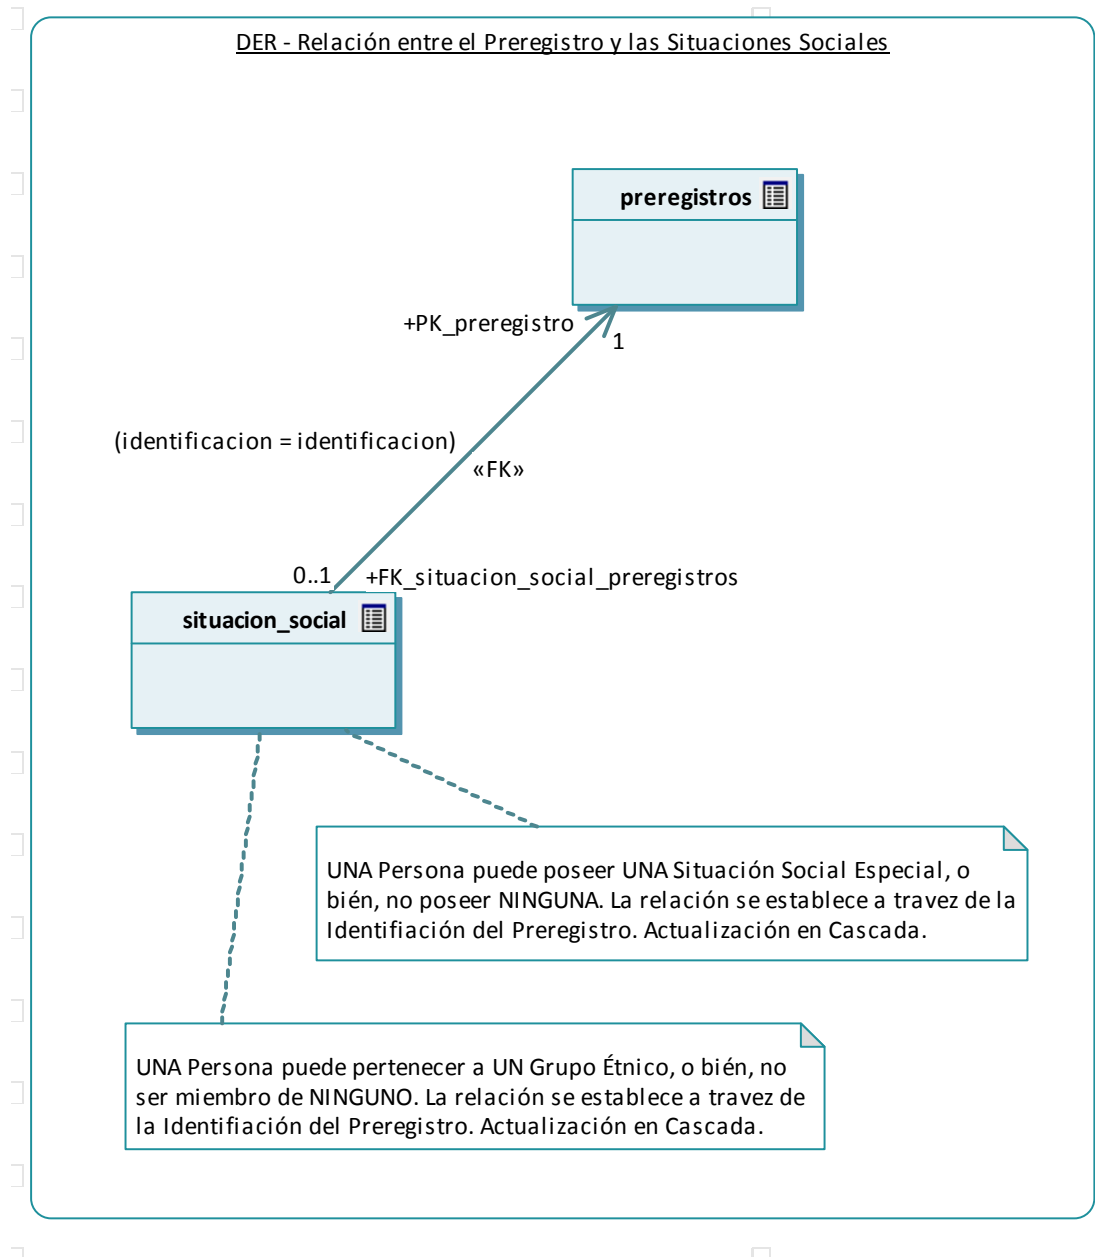 DER - Relación entre el Preregistro y las Situaciones Sociales
preregistros
+PK_preregistro
1
(identificacion = identificacion)
«FK»
0..1
+FK_situacion_social_preregistros
situacion_social
UNA Persona puede poseer UNA Situación Social Especial, o
bién, no poseer NINGUNA. La relación se establece a travez de la
Identifiación del Preregistro. Actualización en Cascada.
UNA Persona puede pertenecer a UN Grupo Étnico, o bién, no
ser miembro de NINGUNO. La relación se establece a travez de
la Identifiación del Preregistro. Actualización en Cascada.